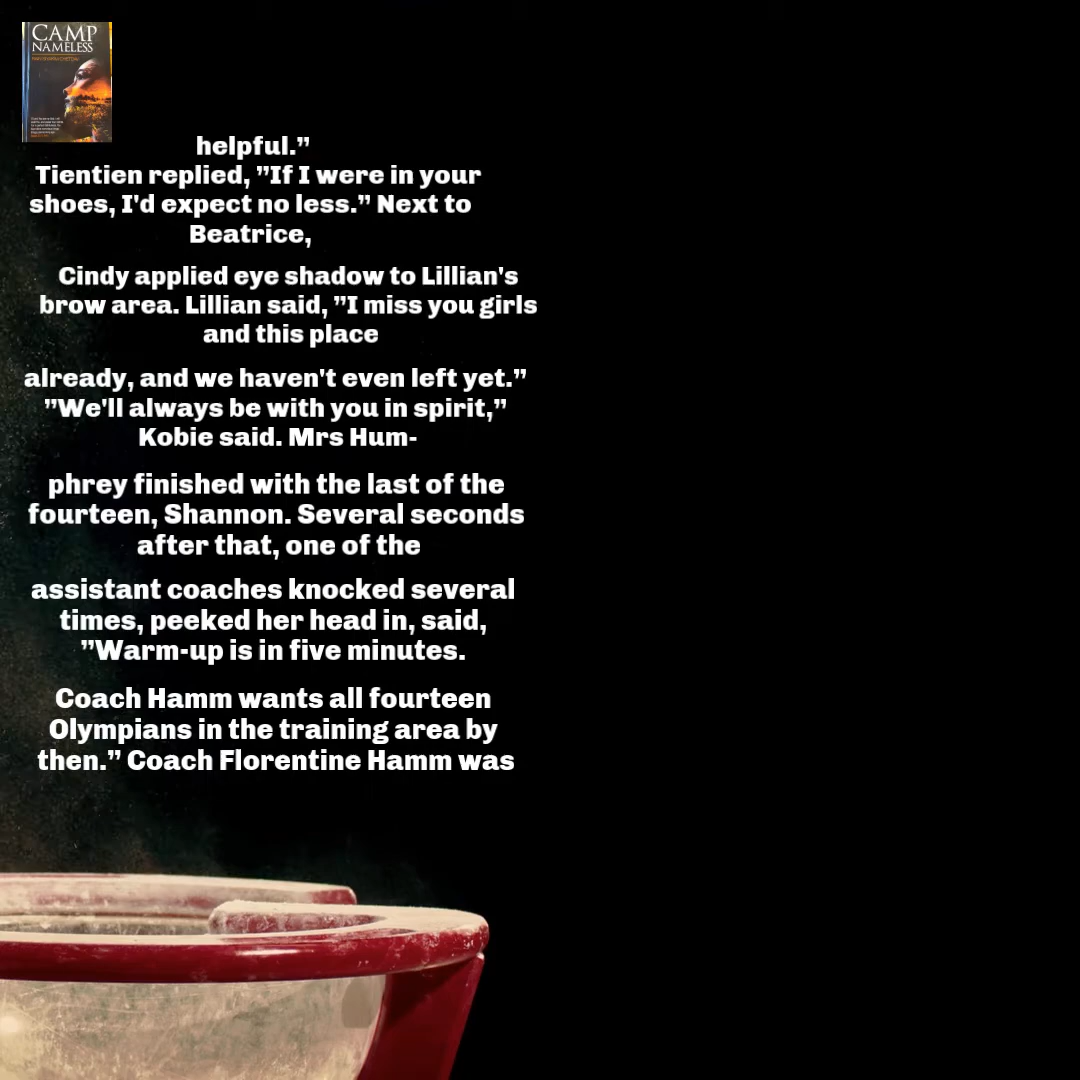 CAMP
NAMELESS
helpful.”
Tientien replied, ”If I were in your
shoes, I'd expect no less.” Next to
Beatrice,
Cindy applied eye shadow to Lillian's
brow area. Lillian said, ”I miss you girls
and this place
already, and we haven't even left yet.”
”We'll always be with you in spirit,”
Kobie said. Mrs Hum-
phrey finished with the last of the
fourteen, Shannon. Several seconds
after that, one of the
assistant coaches knocked several
times, peeked her head in, said,
”Warm-up is in five minutes.
Coach Hamm wants all fourteen
Olympians in the training area by
then.” Coach Florentine Hamm was